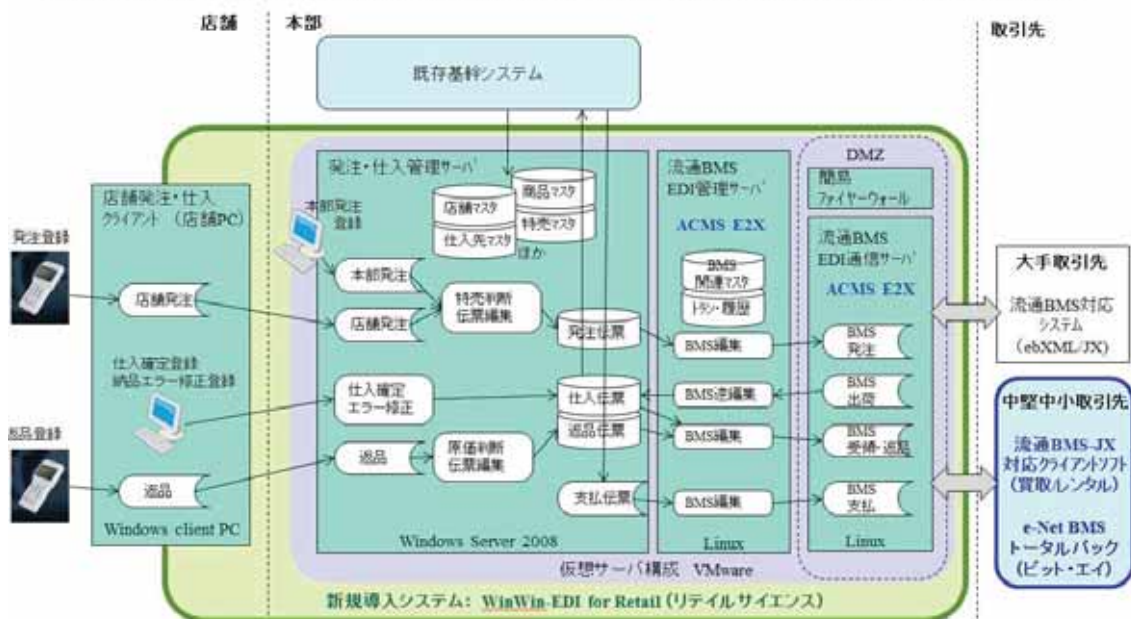 店舗
本部
取引先
既存基幹システム
DMZ
簡易
ファイヤーウォール
発注・仕入管理サーバ
流通BMS
EDI管理サーバ
ACMS E2X
流通BMS
EDI通信サーバ
ACMS E2X
店舗発注・仕入
クライアント (店舗PC)
本部発注
登録
店舗マスタ
仕入先マスタ
商品マスタ
特売マスタ
ほか
発注登録
店舗発注
本部発注
店舗発注
特売判断
伝票編集
発注伝票
BMS
関連マスタ
トラン・履歴
BMS編集
BMS
発注
仕入確定登録
納品エラー修正登録
仕入確定
エラー修正
仕入伝票
返品伝票
BMS逆編集
BMS
出荷
BMS編集
BMS
受領・返品
返品登録
返品
返品
原価判断
伝票編集
支払伝票
BMS編集
BMS
支払
Windows client PC
Windows Server 2008
Linux
Linux
仮想サーバ構成 VMware
新規導入システム: WinWin-EDI for Retail (リテイルサイエンス)
大手取引先
流通BMS対応
システム
(ebXML/JX)
中堅中小取引先
流通BMS-JX
対応クライアントソフト
(買取/レンタル)
e-Net BMS
トータルパック
(ビット・エイ)